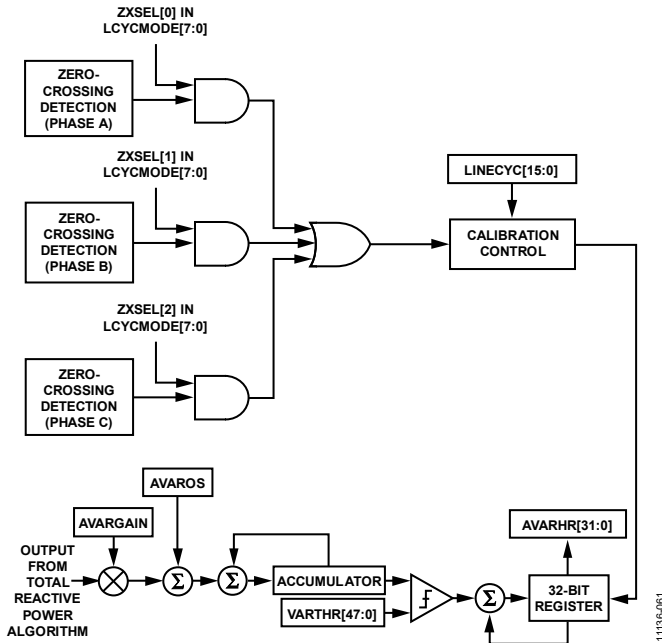 ZXSEL[0] IN
LCYCMODE[7:0]
ZERO-
CROSSING
DETECTION
(PHASE A)
ZXSEL[1] IN
LCYCMODE[7:0]
ZERO-
CROSSING
DETECTION
(PHASE B)
LINECYC[15:0]
CALIBRATION
CONTROL
ZXSEL[2] IN
LCYCMODE[7:0]
ZERO-
CROSSING
DETECTION
(PHASE C)
AVAROS
AVARGAIN
AVARHR[31:0]
OUTPUT
FROM
TOTAL
REACTIVE
POWER
ALGORITHM
Σ
Σ
ACCUMULATOR
VARTHR[47:0]
Σ
32-BIT
REGISTER
11136-061